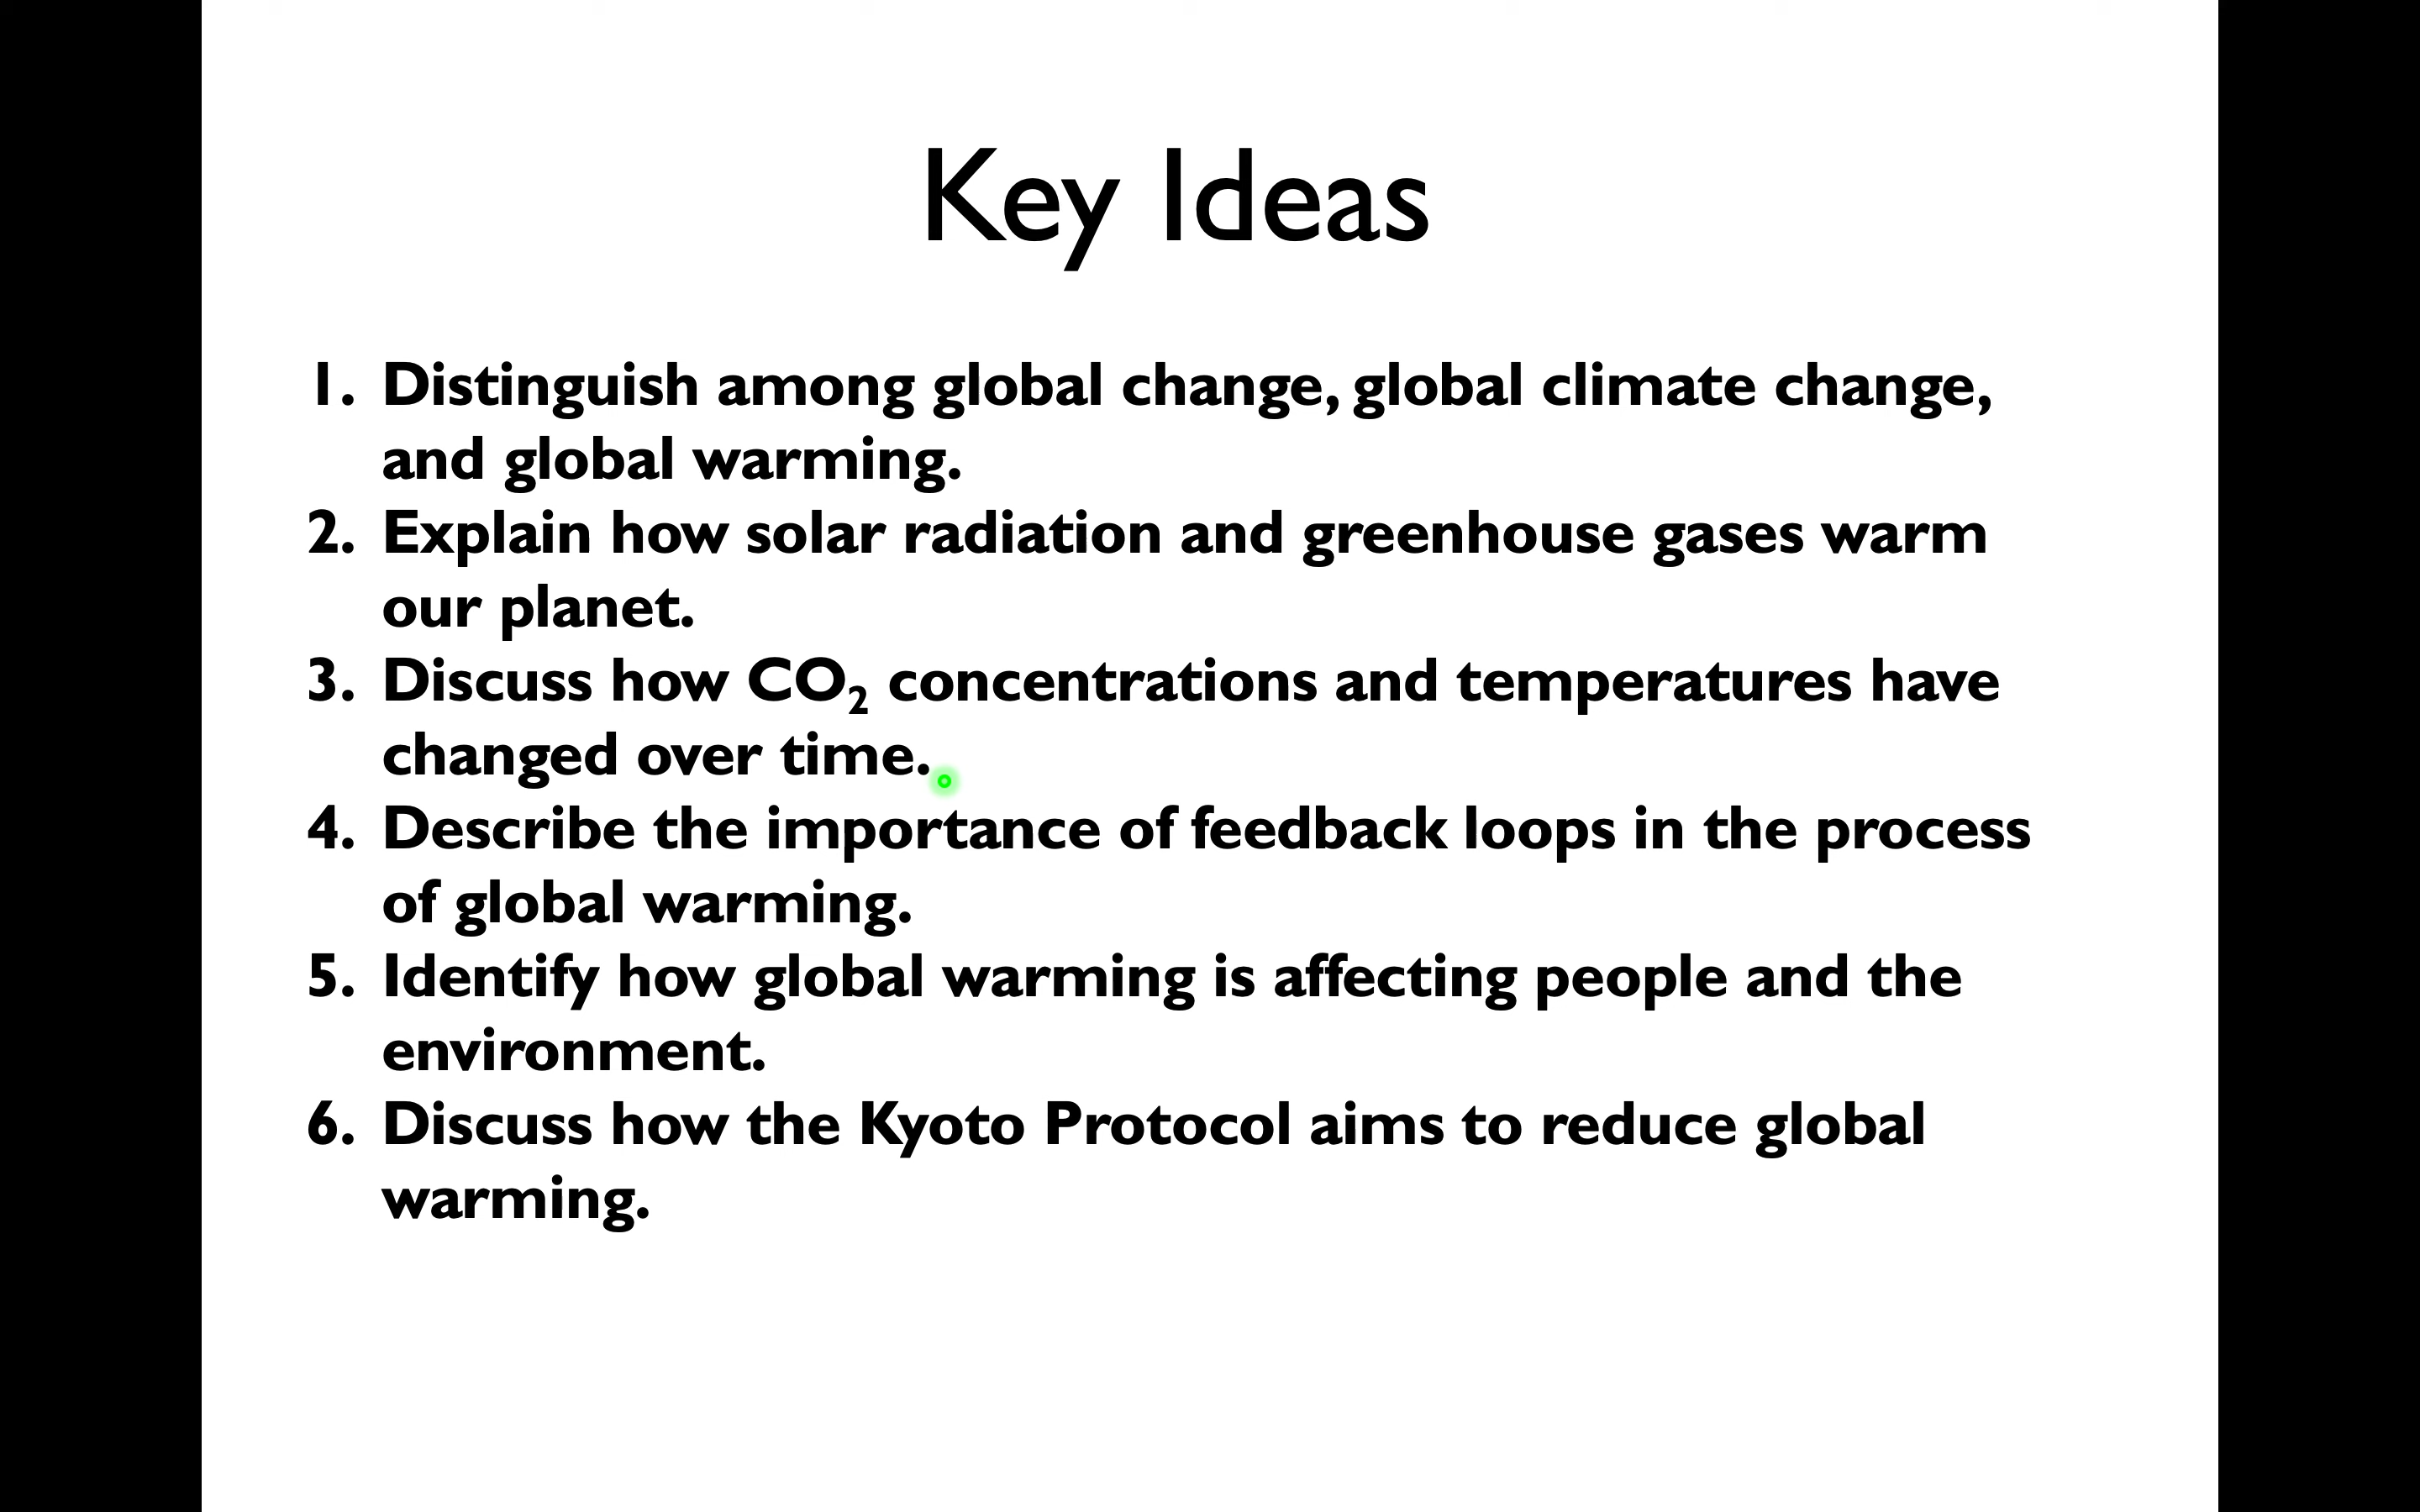 Key Ideas
1. Distinguish among global change, global climate change,
and global warming.
2. Explain how solar radiation and greenhouse gases warm
our planet.
3. Discuss how CO₂ concentrations and temperatures have
changed over time.
4. Describe the importance of feedback loops in the process
of global warming.
5. Identify how global warming is affecting people and the
environment.
6. Discuss how the Kyoto Protocol aims to reduce global
warming.